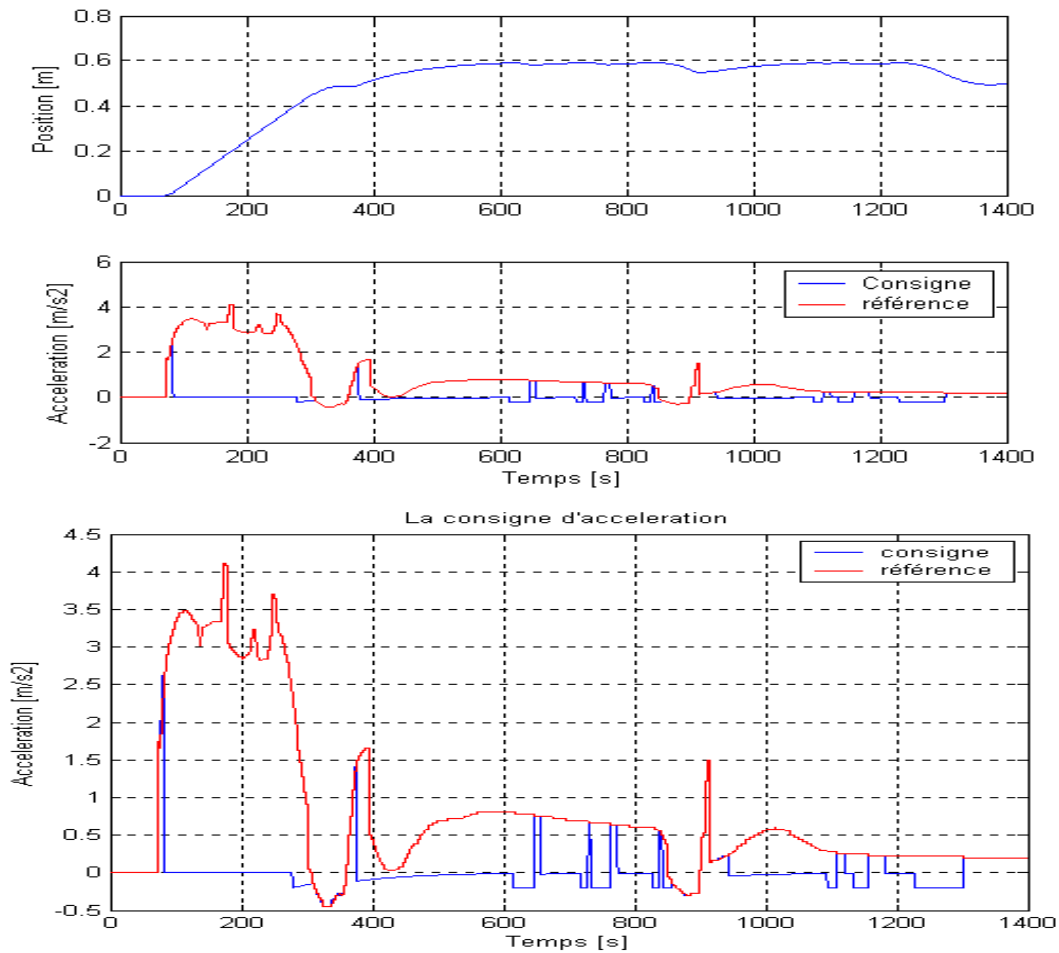 Position [m]
0.8
0.6
0.4
0.2
0
0 200 400 600 800 1000 1200 1400
Acceleration [m/s2]
6
4
2
0
-2
Consigne
référence
0 200 400 600 800 1000 1200 1400
Temps [s]
La consigne d'acceleration
Acceleration [m/s2]
4.5
4
3.5
3
2.5
2
1.5
1
0.5
0
-0.5
consigne
référence
0 200 400 600 800 1000 1200 1400
Temps [s]